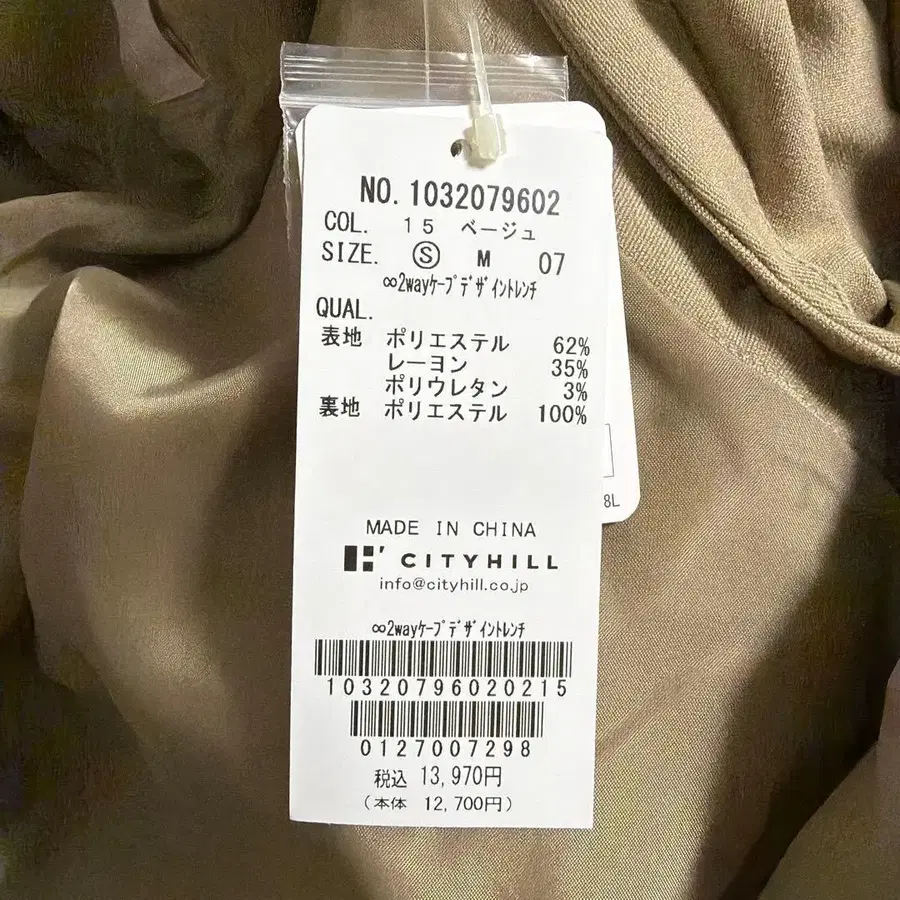 NO. 1032079602
COL. 15 ベージュ
SIZE. Ⓢ M 07
∞2wayｹｰﾌﾟﾃﾞｻﾞｲﾝﾄﾚﾝﾁ
QUAL.
表地 ポリエステル 62%
レーヨン 35%
ポリウレタン 3%
裏地 ポリエステル 100%
8L
MADE IN CHINA
CITYHILL
info@cityhill.co.jp
∞2wayｹｰﾌﾟﾃﾞｻﾞｲﾝﾄﾚﾝﾁ
10320796020215
0127007298
税込 13,970円
(本体 12,700円)